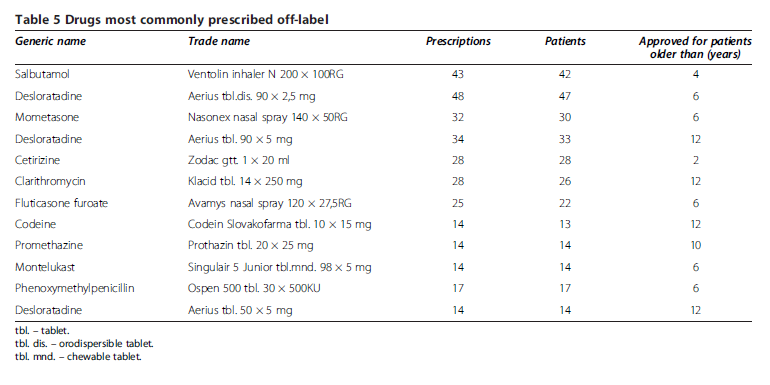 Table 5 Drugs most commonly prescribed off-label
Generic name Trade name Prescriptions Patients Approved for patients
older than (years)
Salbutamol Ventolin inhaler N 200 × 100RG 43 42 4
Desloratadine Aerius tbl.dis. 90 × 2,5 mg 48 47 6
Mometasone Nasonex nasal spray 140 × 50RG 32 30 6
Desloratadine Aerius tbl. 90 × 5 mg 34 33 12
Cetirizine Zodac gtt. 1 × 20 ml 28 28 2
Clarithromycin Klacid tbl. 14 × 250 mg 28 26 12
Fluticasone furoate Avamys nasal spray 120 × 27,5RG 25 22 6
Codeine Codein Slovakofarma tbl. 10 × 15 mg 14 13 12
Promethazine Prothazin tbl. 20 × 25 mg 14 14 10
Montelukast Singulair 5 Junior tbl.mnd. 98 × 5 mg 14 14 6
Phenoxymethylpenicillin Ospen 500 tbl. 30 × 500KU 17 17 6
Desloratadine Aerius tbl. 50 × 5 mg 14 14 12
tbl. – tablet.
tbl. dis. – orodispersible tablet.
tbl. mnd. – chewable tablet.